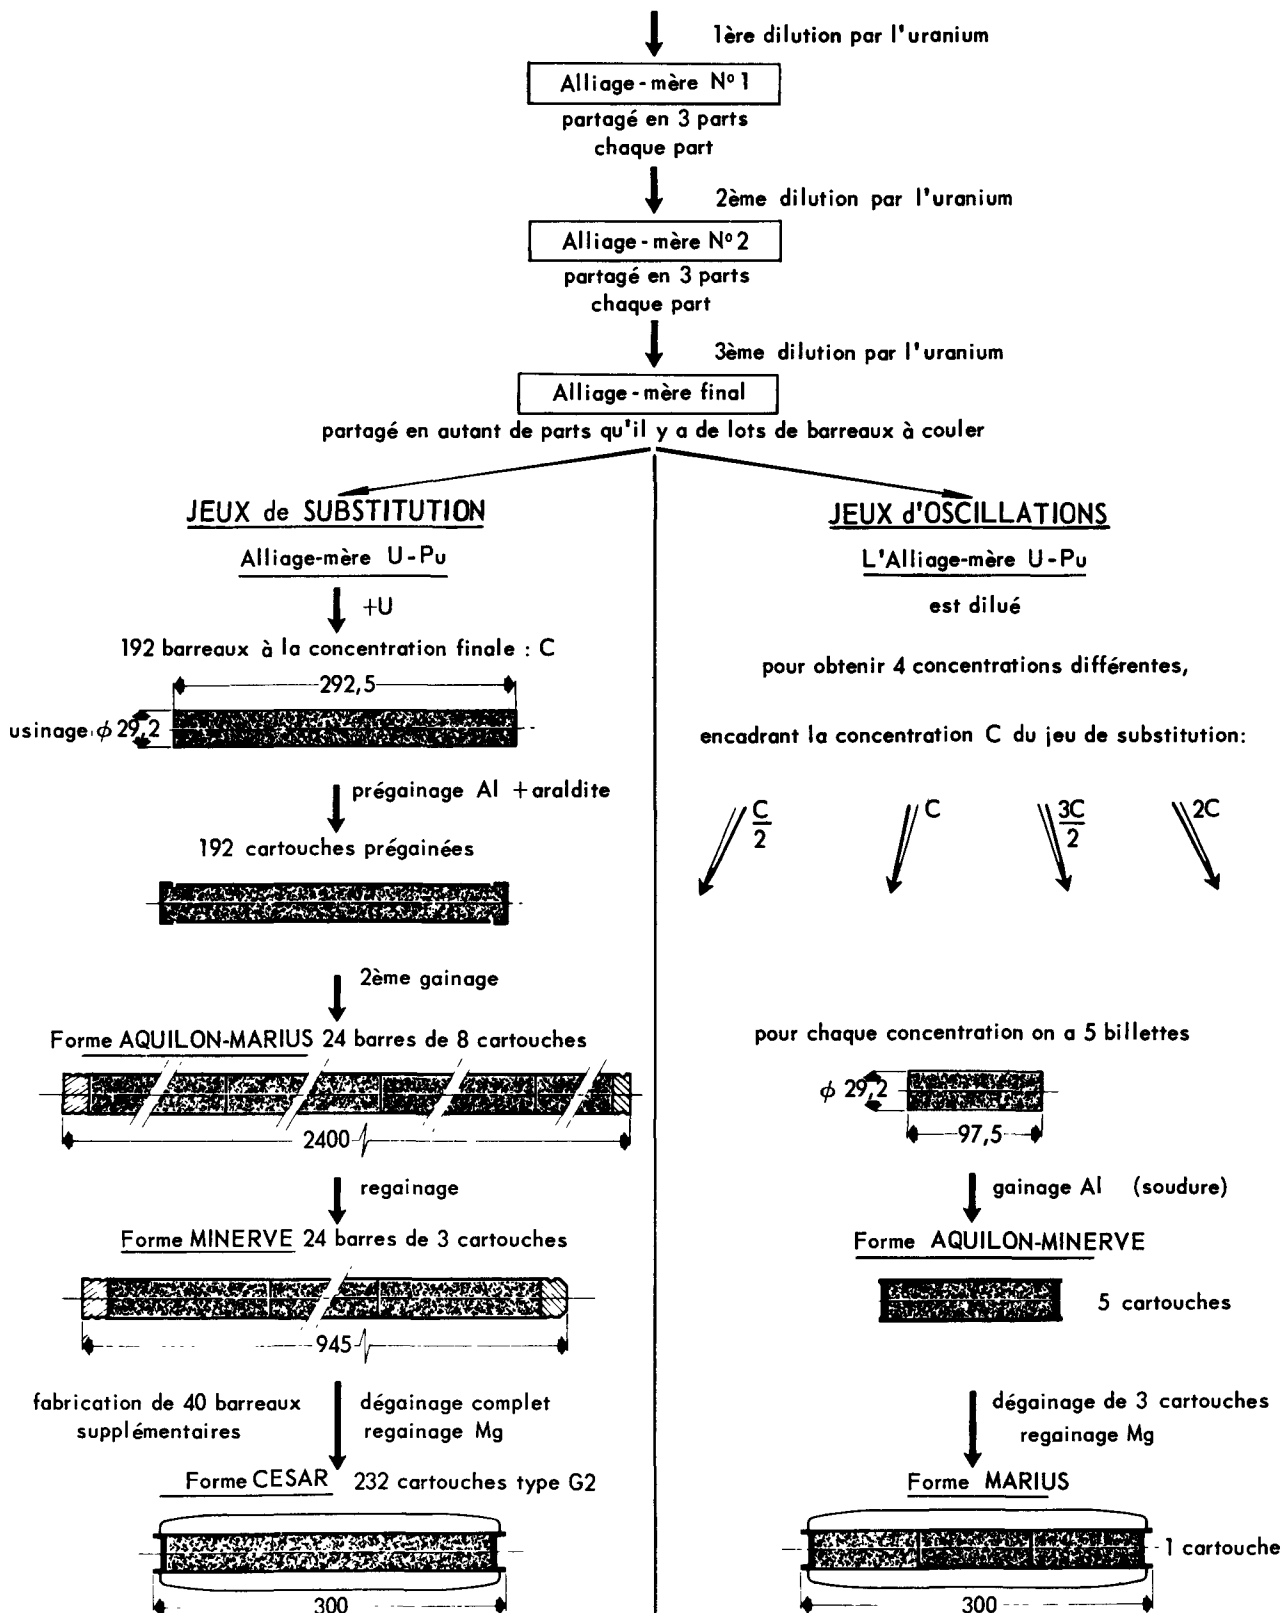 1ère dilution par l'uranium
Alliage-mère Nº 1
partagé en 3 parts
chaque part
2ème dilution par l'uranium
Alliage-mère Nº 2
partagé en 3 parts
chaque part
3ème dilution par l'uranium
Alliage-mère final
partagé en autant de parts qu'il y a de lots de barreaux à couler
JEUX de SUBSTITUTION
Alliage-mère U-Pu
+U
192 barreaux à la concentration finale : C
292,5
usinage φ 29,2
prégainage Al + araldite
192 cartouches prégainées
2ème gainage
Forme AQUILON-MARIUS 24 barres de 8 cartouches
2400
regainage
Forme MINERVE 24 barres de 3 cartouches
945
fabrication de 40 barreaux
supplémentaires
dégainage complet
regainage Mg
Forme CESAR 232 cartouches type G2
300
JEUX d'OSCILLATIONS
L'Alliage-mère U-Pu
est dilué
pour obtenir 4 concentrations différentes,
encadrant la concentration C du jeu de substitution:
C/2 C 3C/2 2C
pour chaque concentration on a 5 billettes
φ 29,2
97,5
gainage Al (soudure)
Forme AQUILON-MINERVE
5 cartouches
dégainage de 3 cartouches
regainage Mg
Forme MARIUS
1 cartouche
300